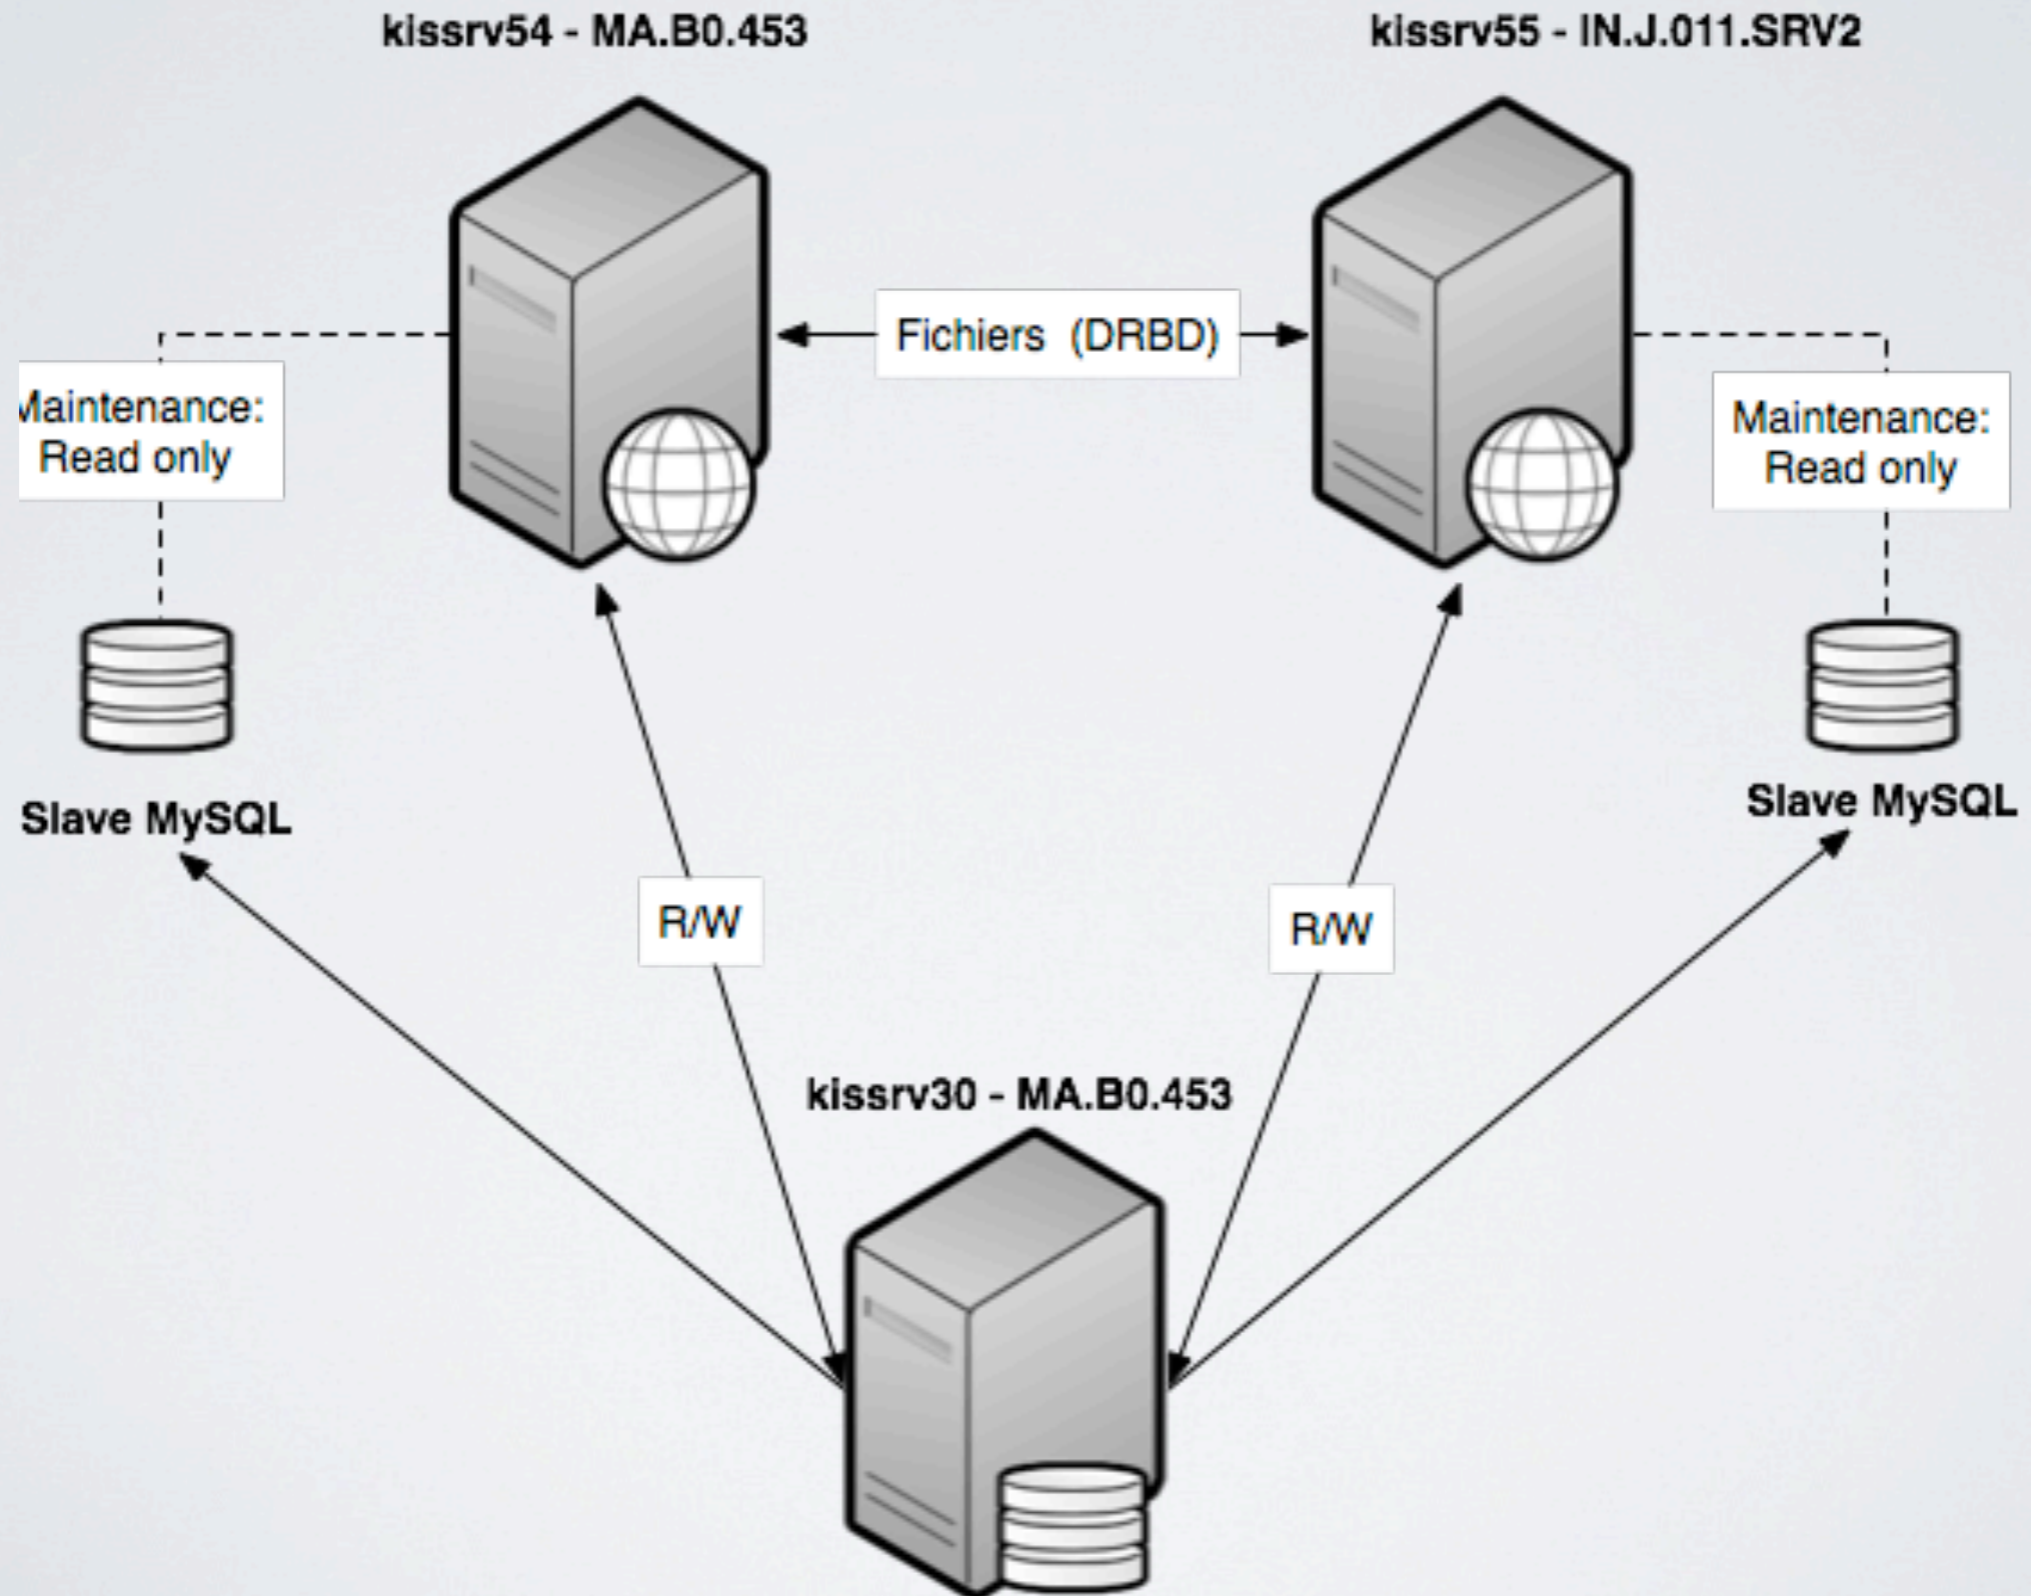 kissrv54 - MA.B0.453
kissrv55 - IN.J.011.SRV2
Fichiers (DRBD)
Maintenance:
Read only
Maintenance:
Read only
Slave MySQL
Slave MySQL
R/W
R/W
kissrv30 - MA.B0.453